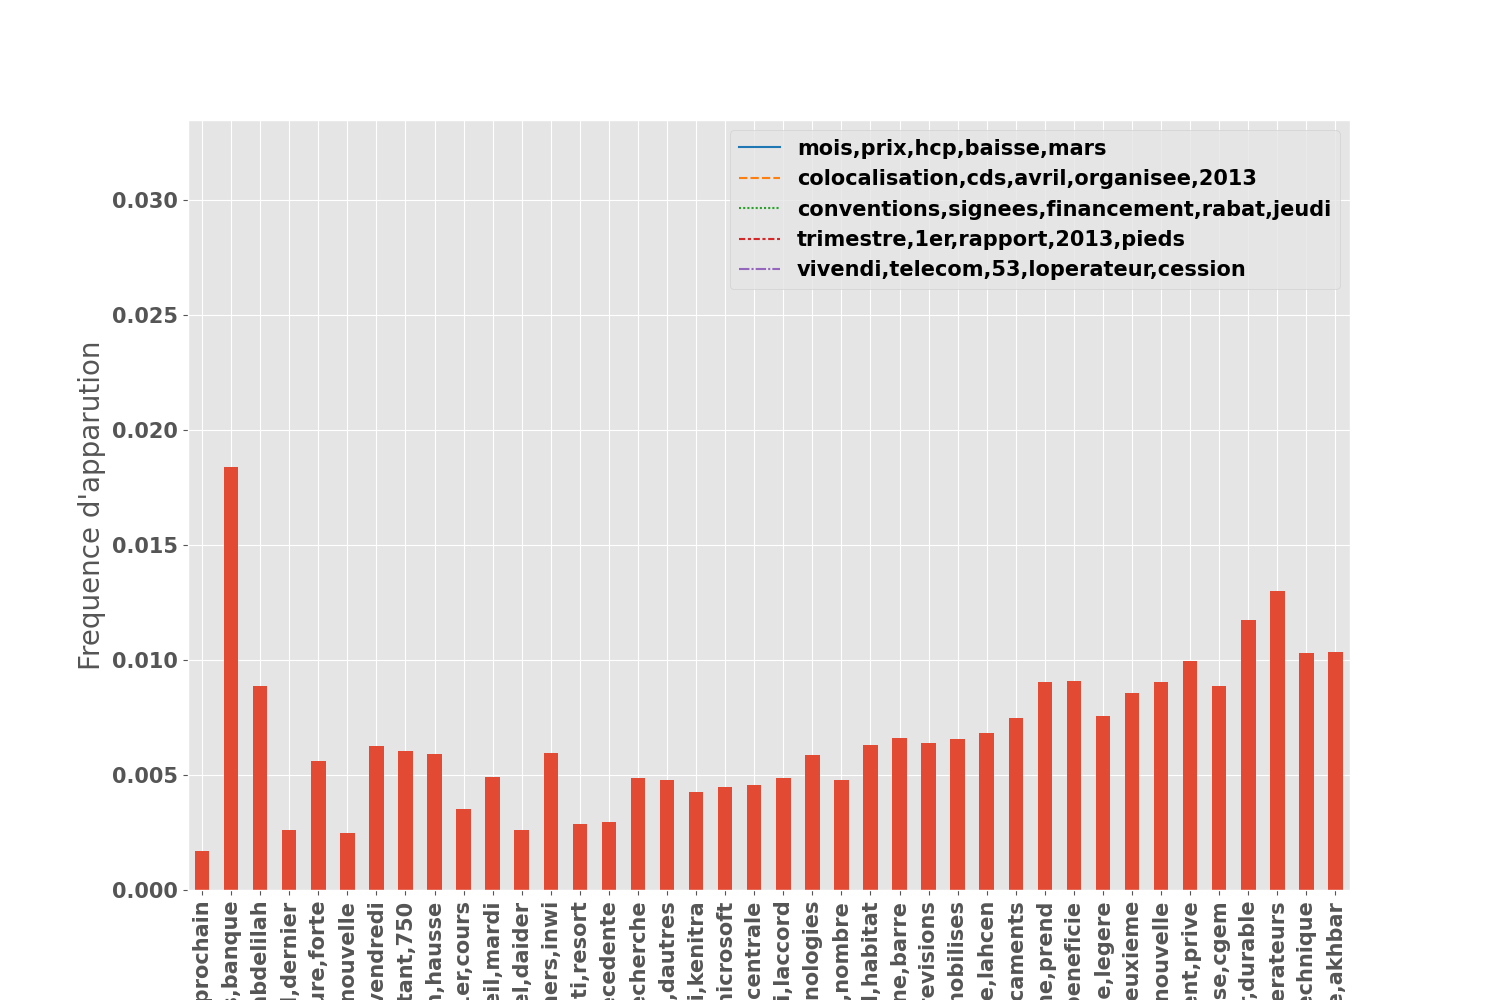 mois,prix,hcp,baisse,mars
colocalisation,cds,avril,organisee,2013
conventions,signees,financement,rabat,jeudi
trimestre,1er,rapport,2013,pieds
vivendi,telecom,53,loperateur,cession
Frequence d'apparution
0.030
0.025
0.020
0.015
0.010
0.005
0.000
prochain
,banque
abdelilah
,dernier
ure,forte
nouvelle
vendredi
tant,750
,hausse
er,cours
eil,mardi
el,daider
ners,inwi
ti,resort
ecedente
echerche
,dautres
i,kenitra
microsoft
centrale
i,laccord
nologies
,nombre
,habitat
ne,barre
revisions
mobilises
e,lahcen
caments
ne,prend
beneficie
e,legere
euxieme
nouvelle
ent,prive
se,cgem
,durable
erateurs
echnique
e,akhbar